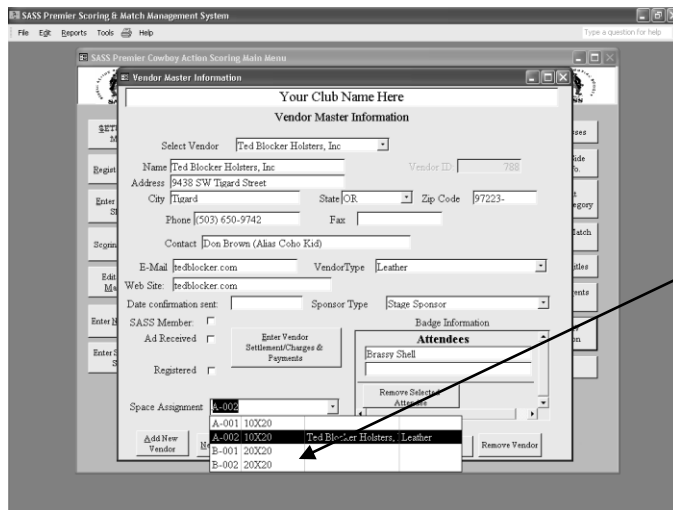 SASS Premier Scoring & Match Management System
File Edit Reports Tools Help
Type a question for help
SASS Premier Cowboy Action Scoring Main Menu
Vendor Master Information
Your Club Name Here
Vendor Master Information
Select Vendor Ted Blocker Holsters, Inc
Name Ted Blocker Holsters, Inc Vendor ID 788
Address 9438 SW Tigard Street
City Tigard State OR Zip Code 97223-
Phone (503) 650-9742 Fax
Contact Don Brown (Alias Coho Kid)
E-Mail tedblocker.com VendorType Leather
Web Site: tedblocker.com
Date confirmation sent: Sponsor Type Stage Sponsor
SASS Member: Badge Information
Ad Received Enter Vendor Settlement/Charges & Payments Attendees
Brassy Shell
Registered
Remove Selected Attendee
Space Assignment A-002
A-001 10X20
A-002 10X20 Ted Blocker Holsters, Leather
B-001 20X20
B-002 20X20
Add New Vendor
Remove Vendor
Enter
Edit
Enter N
Enter S